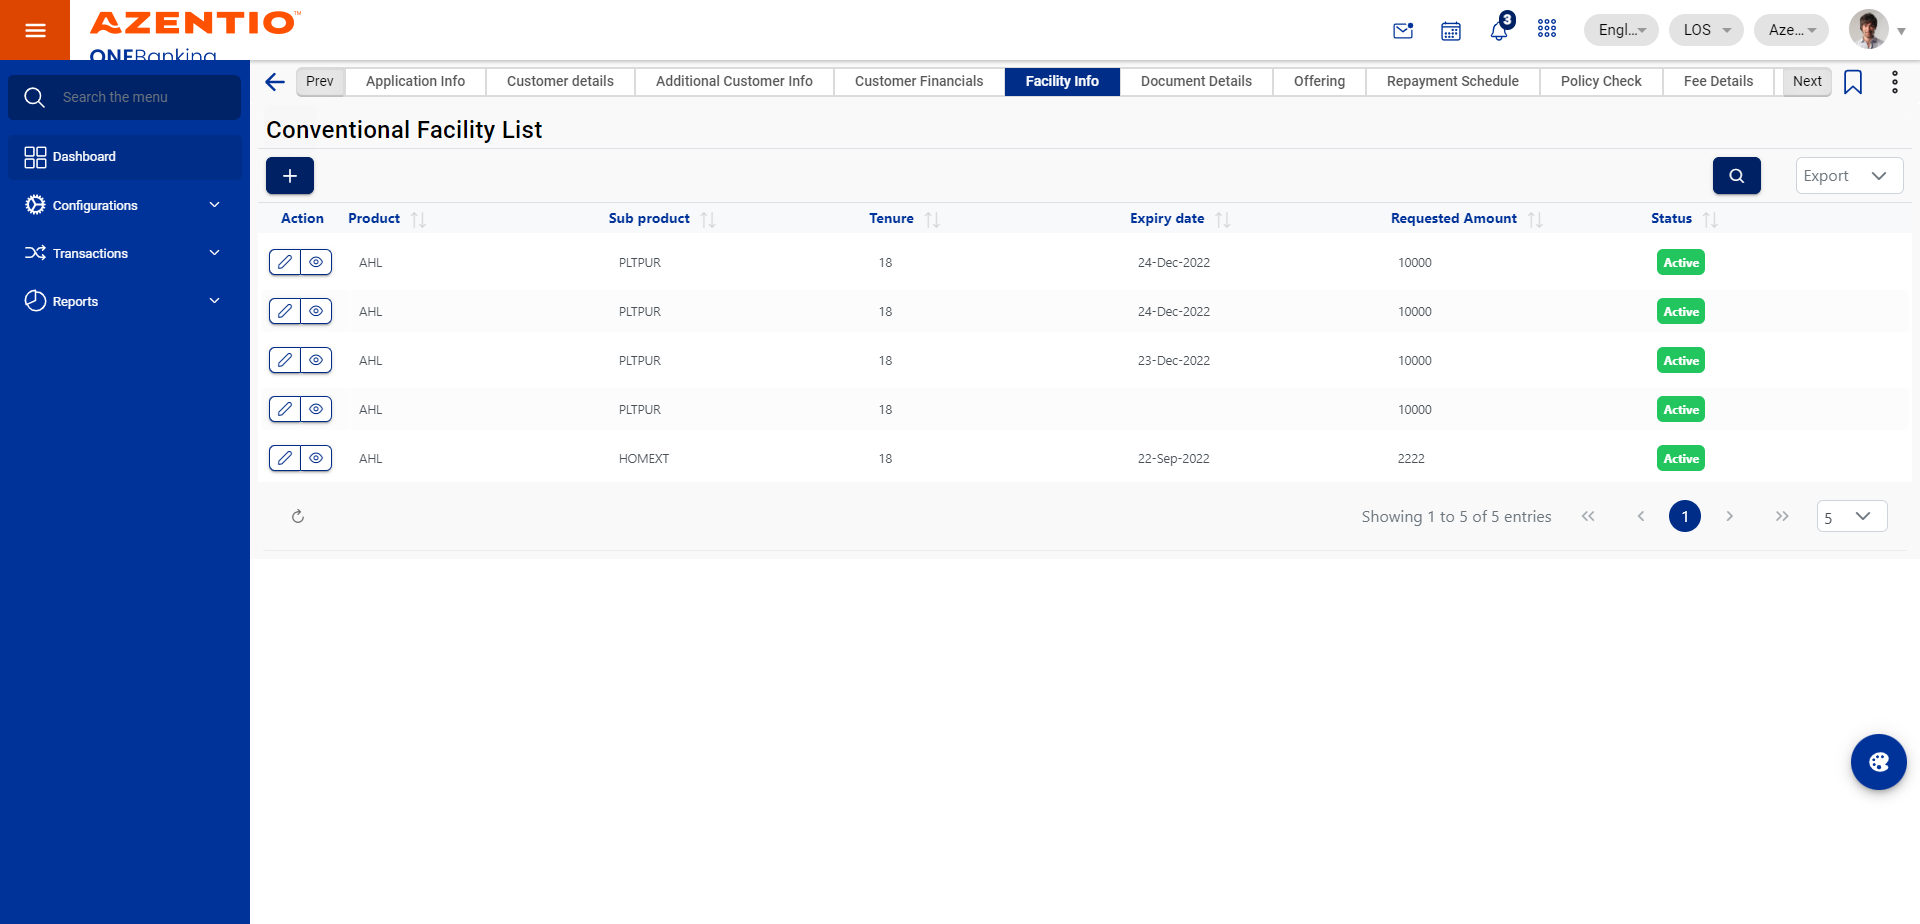 AZENTIO™
ONEBanking
3
Engl...
LOS
Aze...
Search the menu
Dashboard
Configurations
Transactions
Reports
Prev
Application Info
Customer details
Additional Customer Info
Customer Financials
Facility Info
Document Details
Offering
Repayment Schedule
Policy Check
Fee Details
Next
Conventional Facility List
Export
Action Product Sub product Tenure Expiry date Requested Amount Status
AHL PLTPUR 18 24-Dec-2022 10000 Active
AHL PLTPUR 18 24-Dec-2022 10000 Active
AHL PLTPUR 18 23-Dec-2022 10000 Active
AHL PLTPUR 18 10000 Active
AHL HOMEXT 18 22-Sep-2022 2222 Active
Showing 1 to 5 of 5 entries
1
5